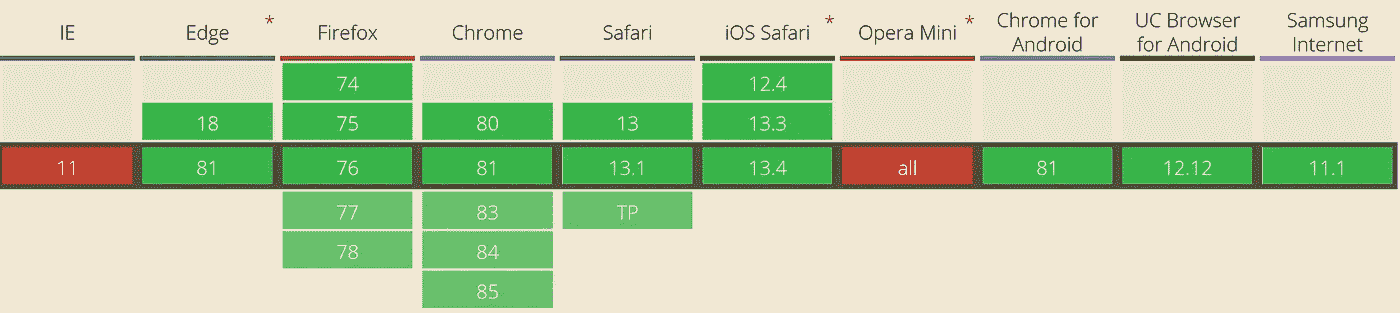 IE Edge * Firefox Chrome Safari iOS Safari * Opera Mini * Chrome for Android UC Browser for Android Samsung Internet
74 12.4
18 75 80 13 13.3
11 81 76 81 13.1 13.4 all 81 12.12 11.1
77 83 TP
78 84
85